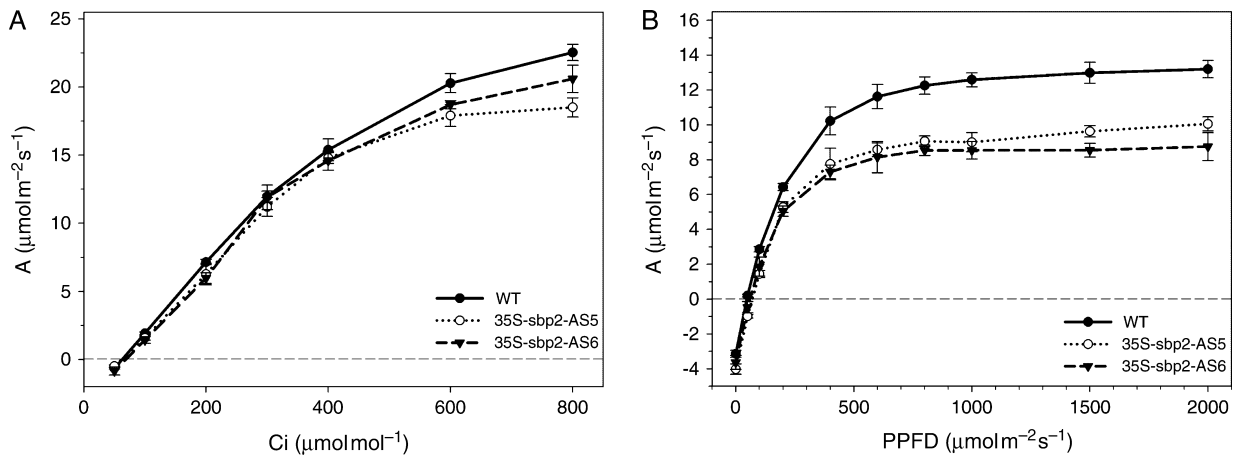 A
25
20
15
10
5
0
A (μmolm⁻²s⁻¹)
WT
35S-sbp2-AS5
35S-sbp2-AS6
0 200 400 600 800
Ci (μmolmol⁻¹)
B
16
14
12
10
8
6
4
2
0
-2
-4
A (μmolm⁻²s⁻¹)
WT
35S-sbp2-AS5
35S-sbp2-AS6
0 500 1000 1500 2000
PPFD (μmolm⁻²s⁻¹)